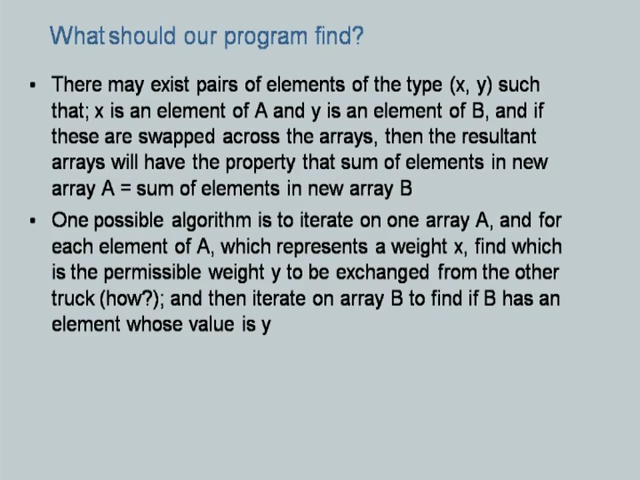 What should our program find?
• There may exist pairs of elements of the type (x, y) such
that; x is an element of A and y is an element of B, and if
these are swapped across the arrays, then the resultant
arrays will have the property that sum of elements in new
array A = sum of elements in new array B
• One possible algorithm is to iterate on one array A, and for
each element of A, which represents a weight x, find which
is the permissible weight y to be exchanged from the other
truck (how?); and then iterate on array B to find if B has an
element whose value is y